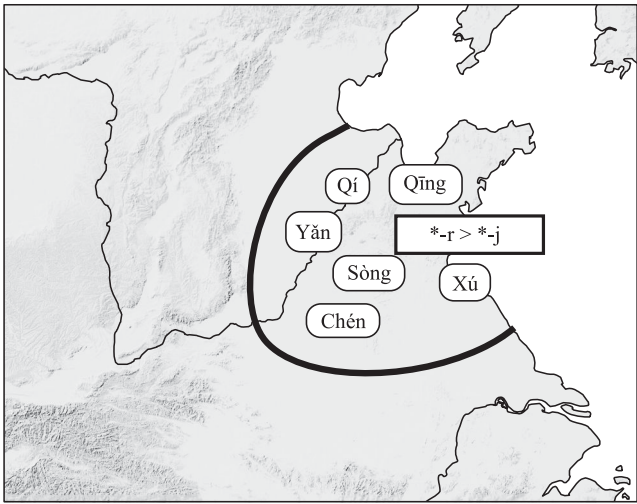 Qí
Qīng
Yǎn
*-r > *-j
Sòng
Xú
Chén